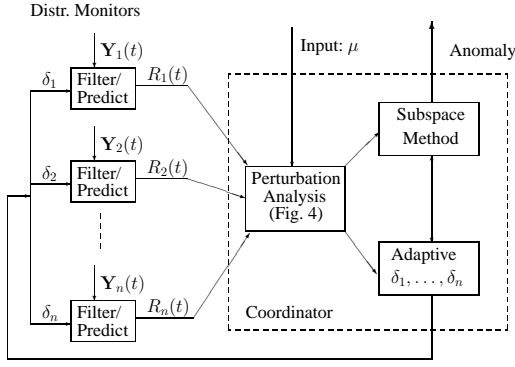 Distr. Monitors
Y₁(t)
Input: μ
Anomaly
δ₁
Filter/
Predict
R₁(t)
Subspace
Method
Y₂(t)
δ₂
Filter/
Predict
R₂(t)
Perturbation
Analysis
(Fig. 4)
Adaptive
δ₁, . . . , δₙ
Yₙ(t)
δₙ
Filter/
Predict
Rₙ(t)
Coordinator